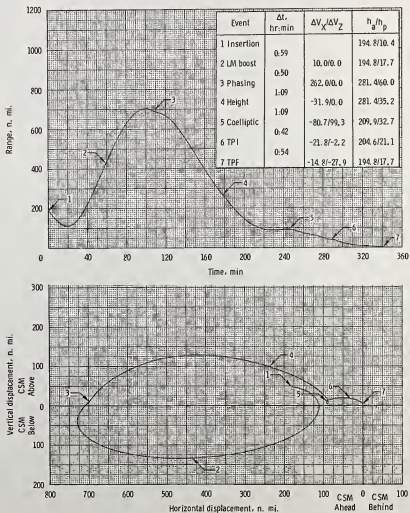 1200
1000
800
600
400
200
0
Range, n. mi.
Event Δt, hr:min ΔVX/ΔVZ ha/hp
1 Insertion 194.8/10.4
0:59
2 LM boost 10.0/0.0 194.8/17.7
0:50
3 Phasing 262.0/0.0 281.4/60.0
1:09
4 Height -31.9/0.0 281.4/35.2
1:09
5 Coelliptic -80.7/99.3 209.9/32.7
0:42
6 TPI -21.8/-2.2 204.6/21.1
0:54
7 TPF -14.8/-27.9 194.8/17.7
1
2
3
4
5
6
7
0 40 80 120 160 200 240 280 320 360
Time, min
300
200
100
0
100
200
Vertical displacement, n. mi.
CSM Above
CSM Below
1
2
3
4
5
6
7
800 700 600 500 400 300 200 100 0 100
CSM Ahead
CSM Behind
Horizontal displacement, n. mi.